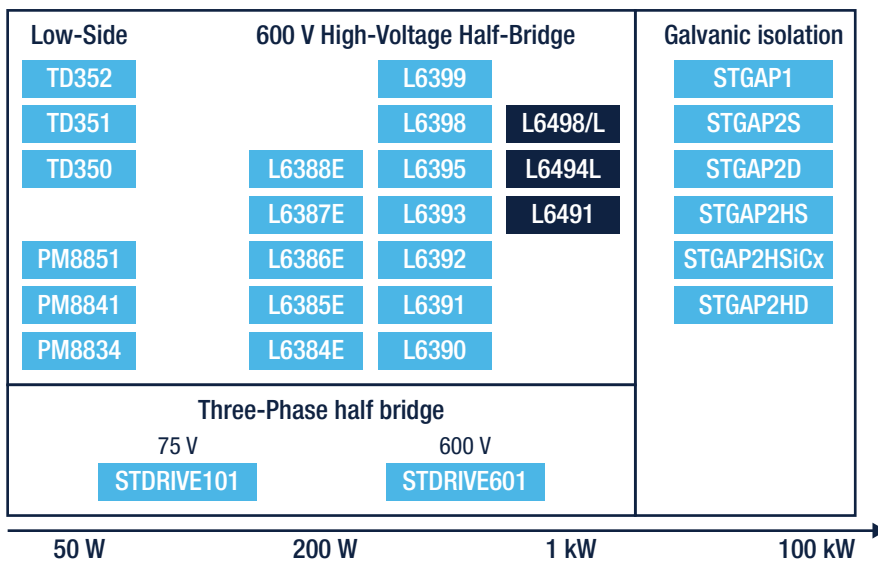 Low-Side 600 V High-Voltage Half-Bridge Galvanic isolation
TD352 L6399 STGAP1
TD351 L6398 L6498/L STGAP2S
TD350 L6388E L6395 L6494L STGAP2D
L6387E L6393 L6491 STGAP2HS
PM8851 L6386E L6392 STGAP2HSiCx
PM8841 L6385E L6391 STGAP2HD
PM8834 L6384E L6390
Three-Phase half bridge
75 V 600 V
STDRIVE101 STDRIVE601
50 W 200 W 1 kW 100 kW